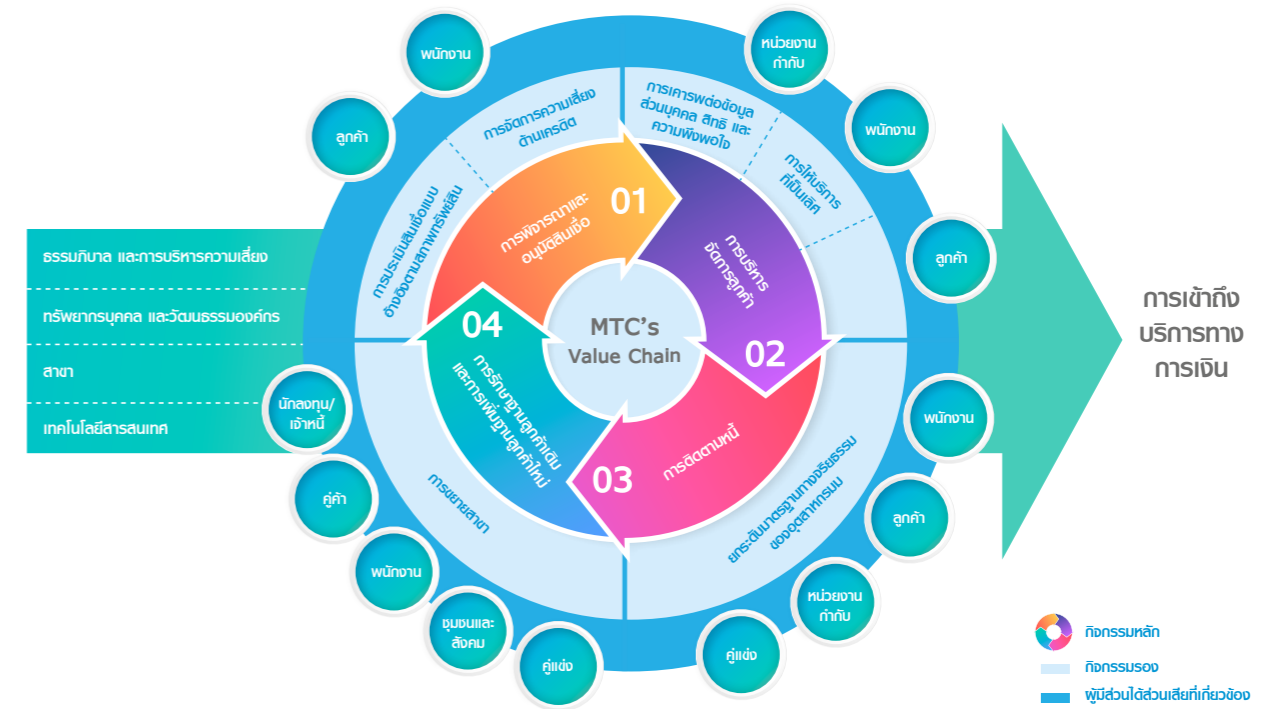 พนักงาน
ลูกค้า
หน่วยงาน
กำกับ
พนักงาน
ลูกค้า
การจัดการความเสี่ยง
ด้านเครดิต
การประเมินสินเชื่อแบบ
อ้างอิงตามสภาพทรัพย์สิน
การเคารพต่อข้อมูล
ส่วนบุคคล สิทธิ และ
ความพึงพอใจ
การให้บริการ
ที่เป็นเลิศ
01
การพิจารณาและ
อนุมัติสินเชื่อ
การบริหาร
จัดการลูกค้า
02
ธรรมภิบาล และการบริหารความเสี่ยง
ทรัพยากรบุคคล และวัฒนธรรมองค์กร
สาขา
เทคโนโลยีสารสนเทศ
MTC's
Value Chain
04
การรักษาฐานลูกค้าเดิม
และการเพิ่มฐานลูกค้าใหม่
03
การติดตามหนี้
การเข้าถึง
บริการทาง
การเงิน
นักลงทุน/
เจ้าหนี้
คู่ค้า
พนักงาน
ชุมชนและ
สังคม
คู่แข่ง
การขยายสาขา
ยกระดับมาตรฐานทางจริยธรรม
ของอุตสาหกรมม
พนักงาน
ลูกค้า
หน่วยงาน
กำกับ
คู่แข่ง
กิจกรรมหลัก
กิจกรรมรอง
ผู้มีส่วนได้ส่วนเสียที่เกี่ยวข้อง